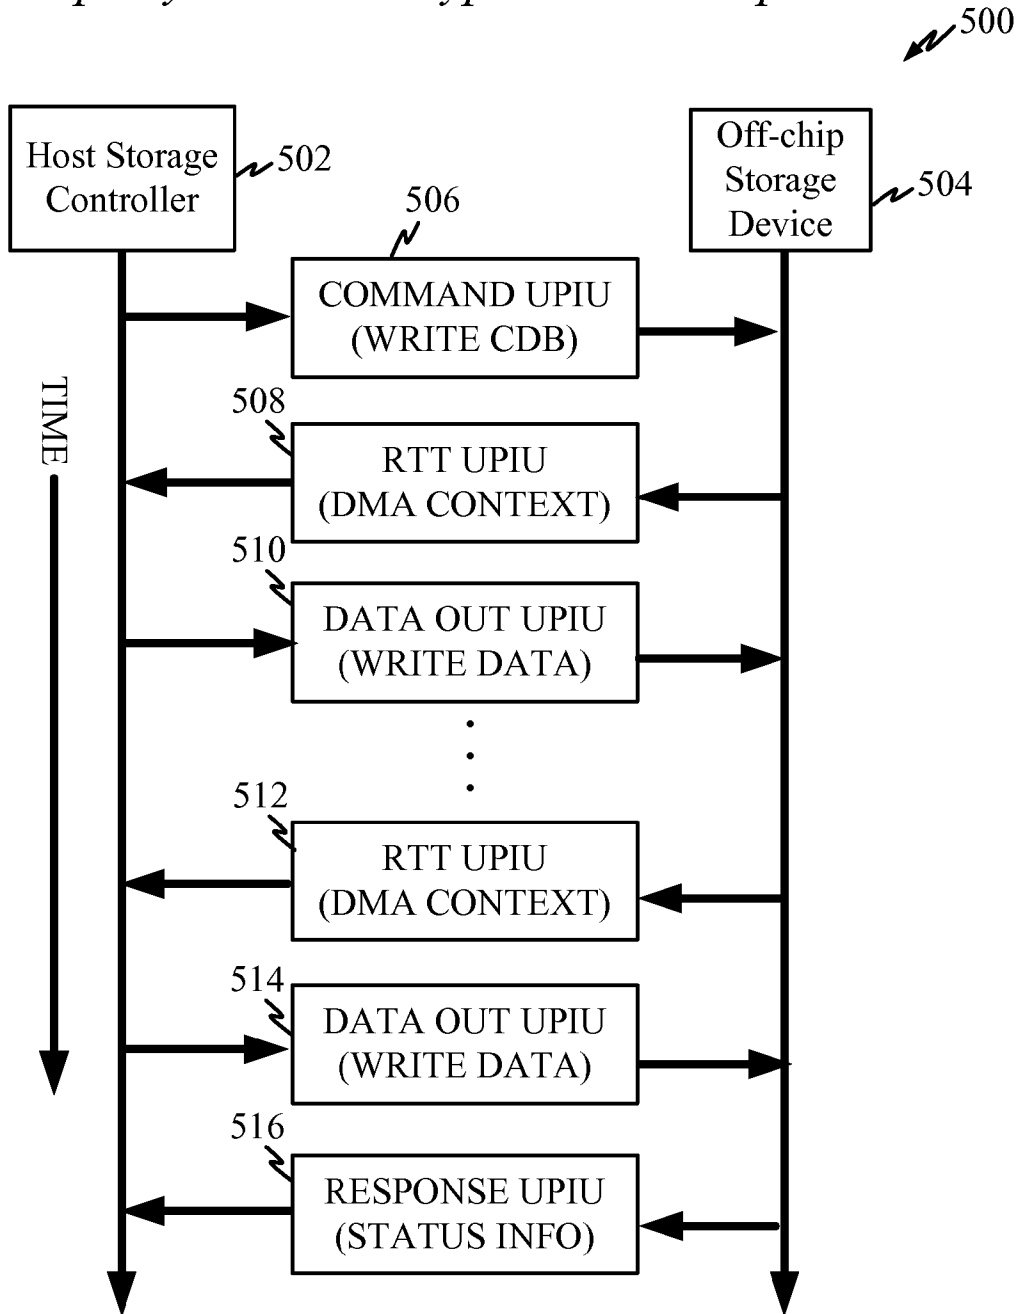 500
Host Storage
Controller
502
Off-chip
Storage
Device
504
506
COMMAND UPIU
(WRITE CDB)
TIME
508
RTT UPIU
(DMA CONTEXT)
510
DATA OUT UPIU
(WRITE DATA)
512
RTT UPIU
(DMA CONTEXT)
514
DATA OUT UPIU
(WRITE DATA)
516
RESPONSE UPIU
(STATUS INFO)